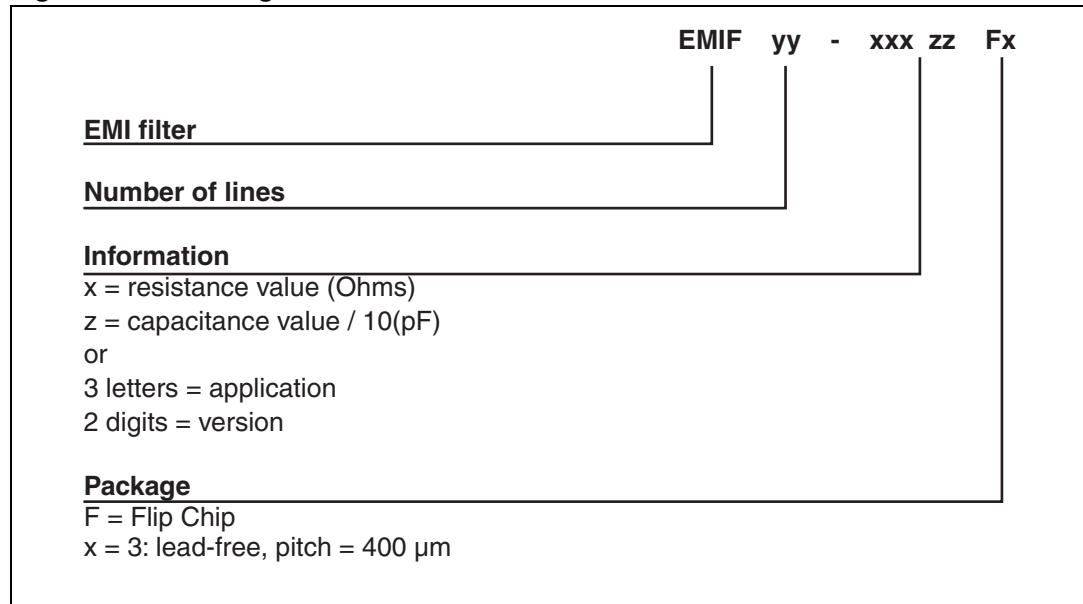 EMIF yy - xxx zz Fx
EMI filter
Number of lines
Information
x = resistance value (Ohms)
z = capacitance value / 10(pF)
or
3 letters = application
2 digits = version
Package
F = Flip Chip
x = 3: lead-free, pitch = 400 µm